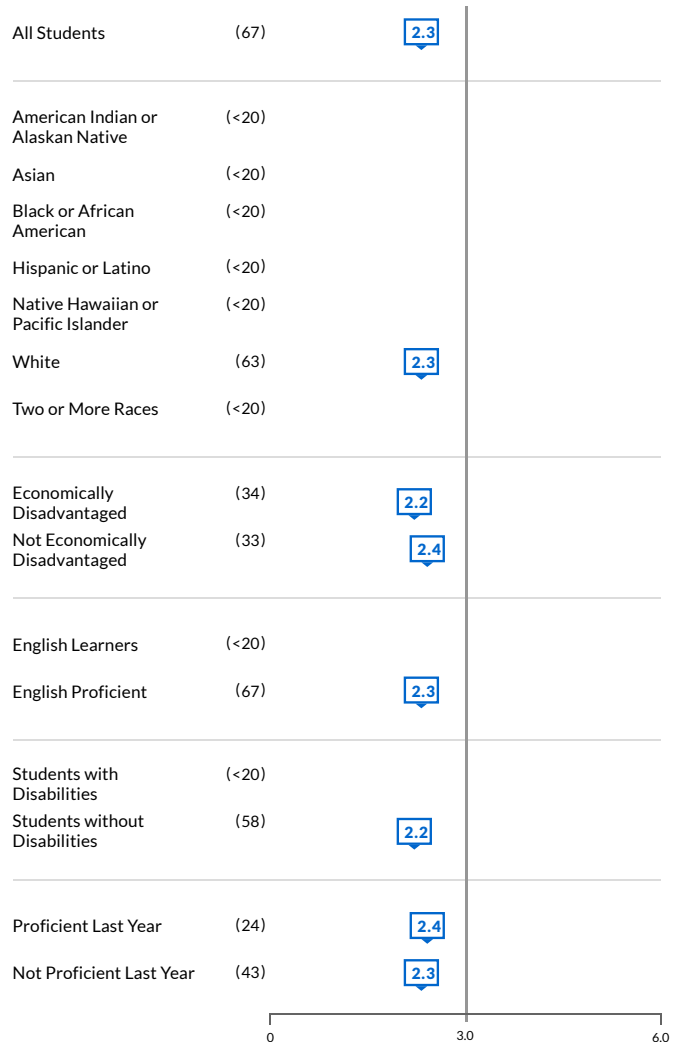 All Students (67) 2.3
American Indian or (<20)
Alaskan Native
Asian (<20)
Black or African (<20)
American
Hispanic or Latino (<20)
Native Hawaiian or (<20)
Pacific Islander
White (63) 2.3
Two or More Races (<20)
Economically (34) 2.2
Disadvantaged
Not Economically (33) 2.4
Disadvantaged
English Learners (<20)
English Proficient (67) 2.3
Students with (<20)
Disabilities
Students without (58) 2.2
Disabilities
Proficient Last Year (24) 2.4
Not Proficient Last Year (43) 2.3
0 3.0 6.0